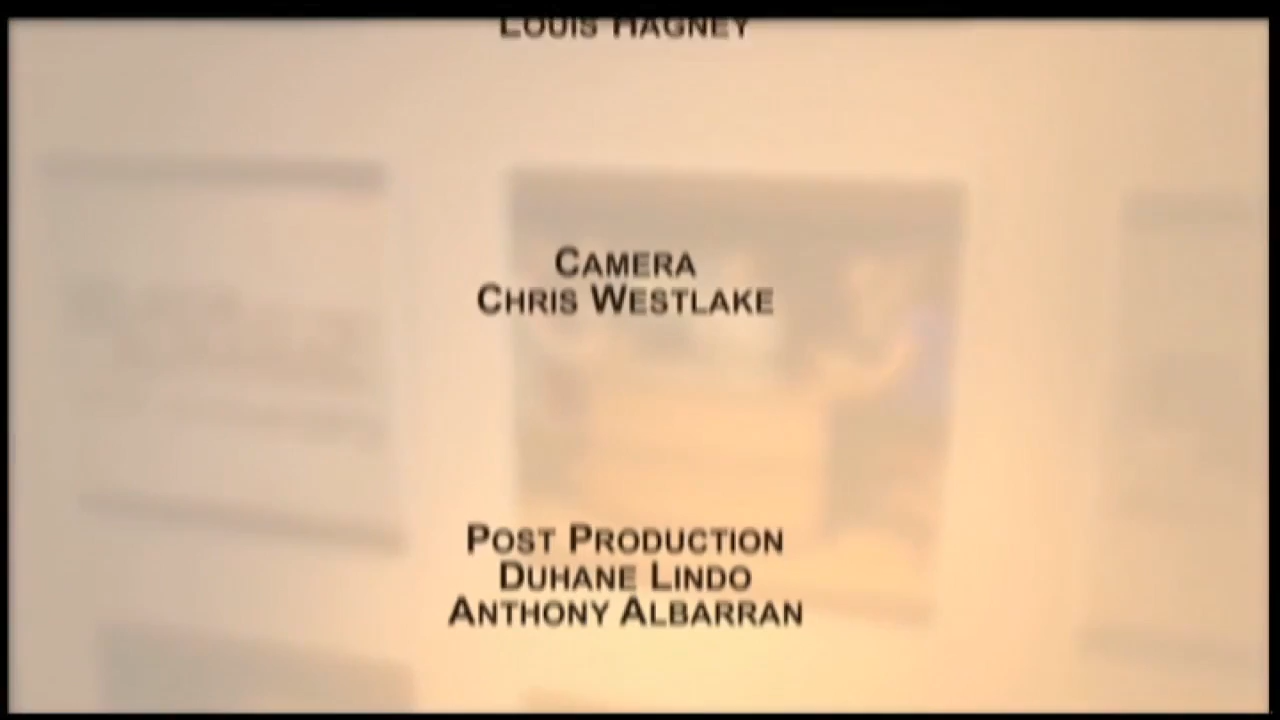 LOUIS HAGNEY
CAMERA
CHRIS WESTLAKE
POST PRODUCTION
DUHANE LINDO
ANTHONY ALBARRAN